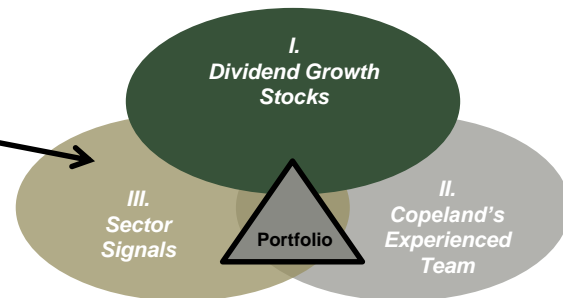 I.
Dividend Growth
Stocks
III.
Sector
Signals
II.
Copeland's
Experienced
Team
Portfolio